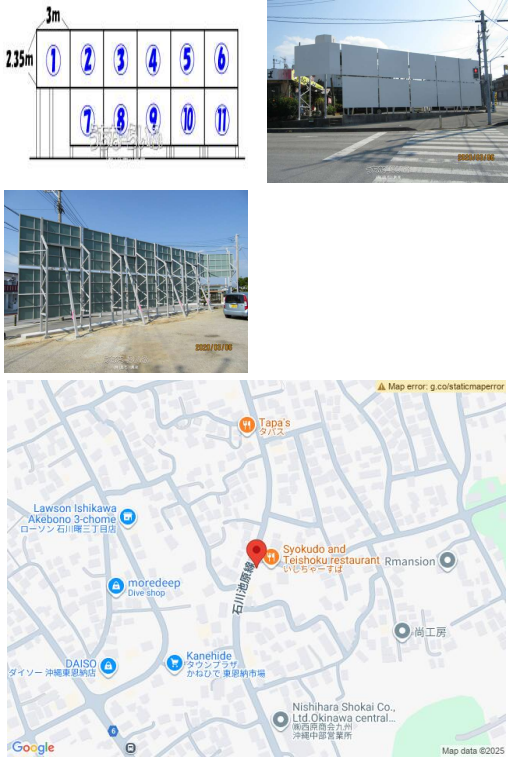 3m
2.35m
① ② ③ ④ ⑤ ⑥
⑦ ⑧ ⑨ ⑩ ⑪
Map error: g.co/staticmaperror
Tapa's
タパス
Lawson Ishikawa
Akebono 3-chome
ローソン 石川曙三丁目店
Syokudo and
Teishoku restaurant
いしちゃーすば
Rmansion
石川池原線
moredeep
Dive shop
尚工房
DAISO
ダイソー 沖縄東恩納店
Kanehide
タウンプラザ
かねひで 東恩納市場
Nishihara Shokai Co.,
Ltd.Okinawa central...
㈱西原商会九州
沖縄中部営業所
6
Google
Map data ©2025